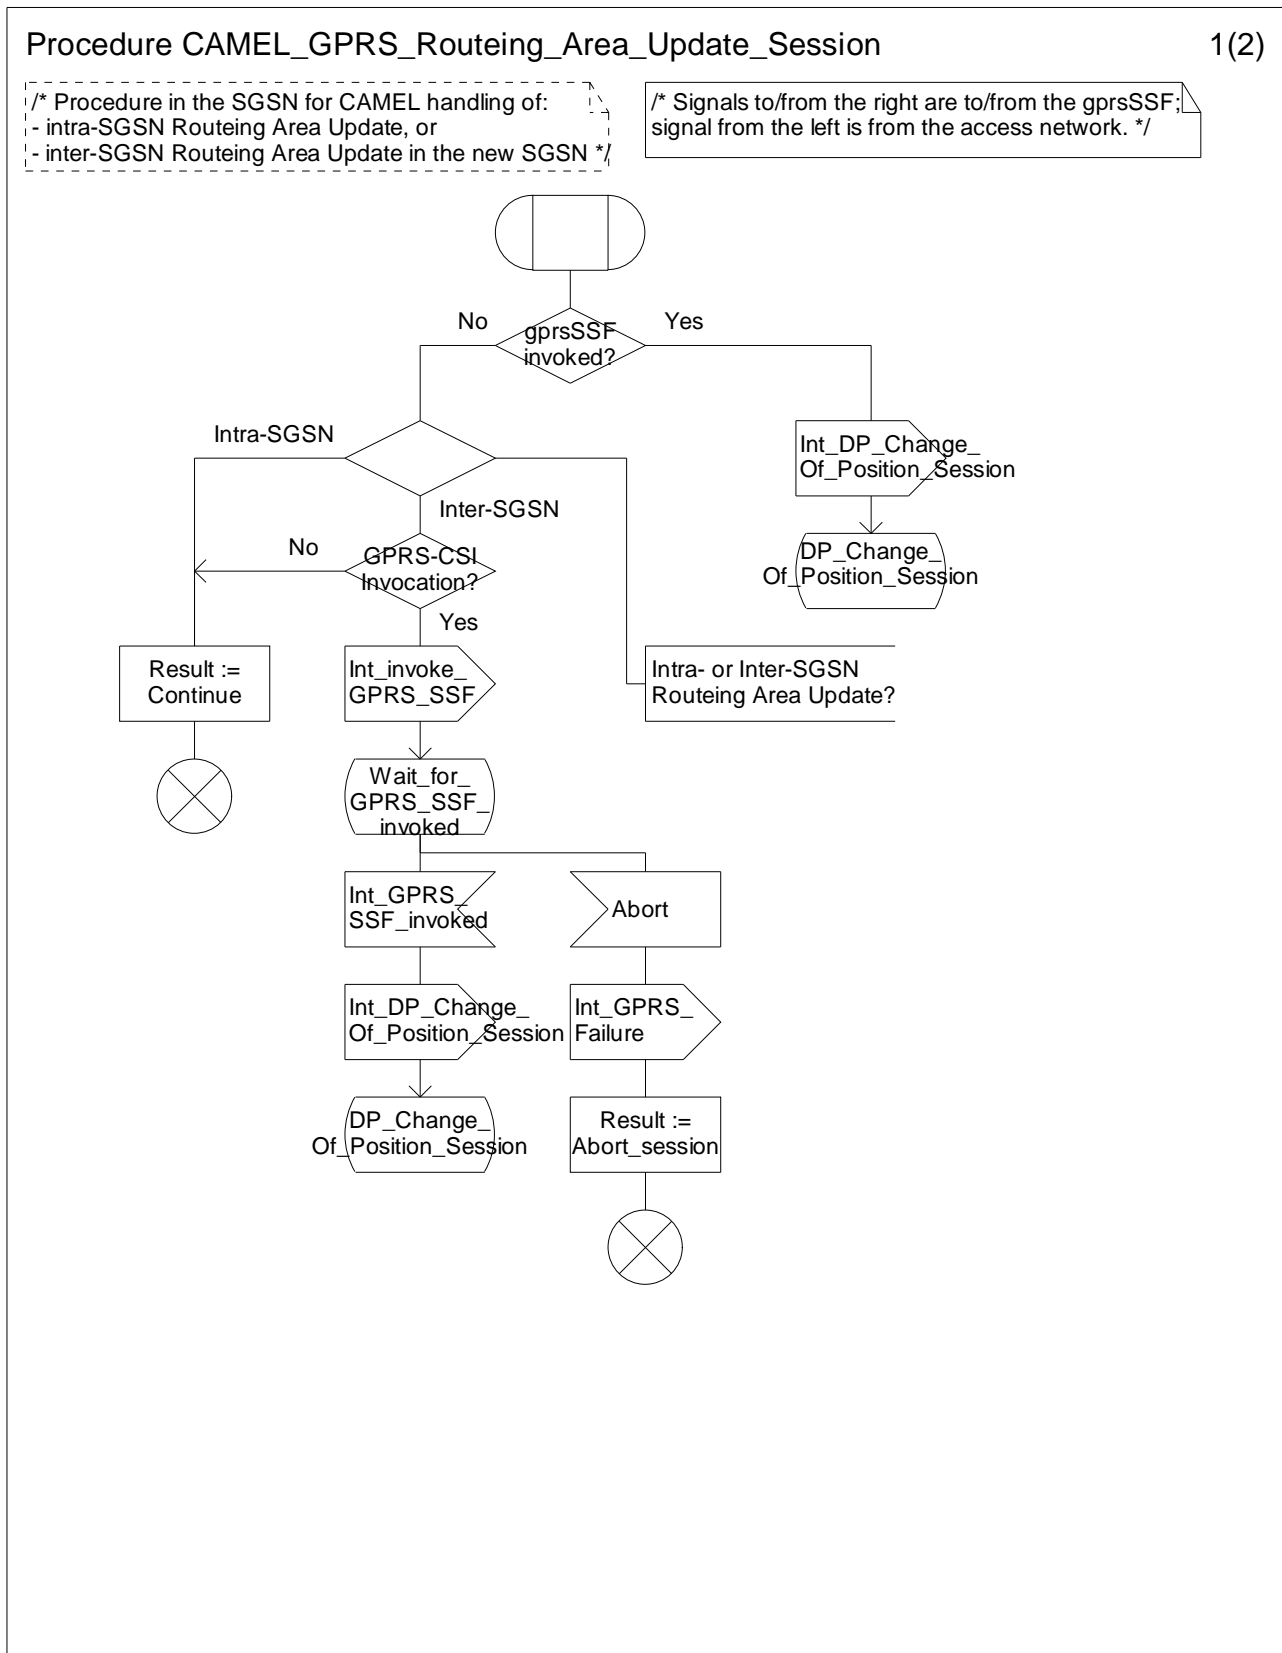 Procedure CAMEL_GPRS_Routeing_Area_Update_Session
1(2)
/* Procedure in the SGSN for CAMEL handling of:
- intra-SGSN Routeing Area Update, or
- inter-SGSN Routeing Area Update in the new SGSN */
/* Signals to/from the right are to/from the gprsSSF;
signal from the left is from the access network. */
gprsSSF
invoked?
No
Yes
Intra-SGSN
Inter-SGSN
Int_DP_Change_
Of_Position_Session
DP_Change_
Of_Position_Session
No
GPRS-CSI
Invocation?
Yes
Result :=
Continue
Int_invoke_
GPRS_SSF
Intra- or Inter-SGSN
Routeing Area Update?
Wait_for_
GPRS_SSF_
invoked
Int_GPRS_
SSF_invoked
Abort
Int_DP_Change_
Of_Position_Session
Int_GPRS_
Failure
DP_Change_
Of_Position_Session
Result :=
Abort_session